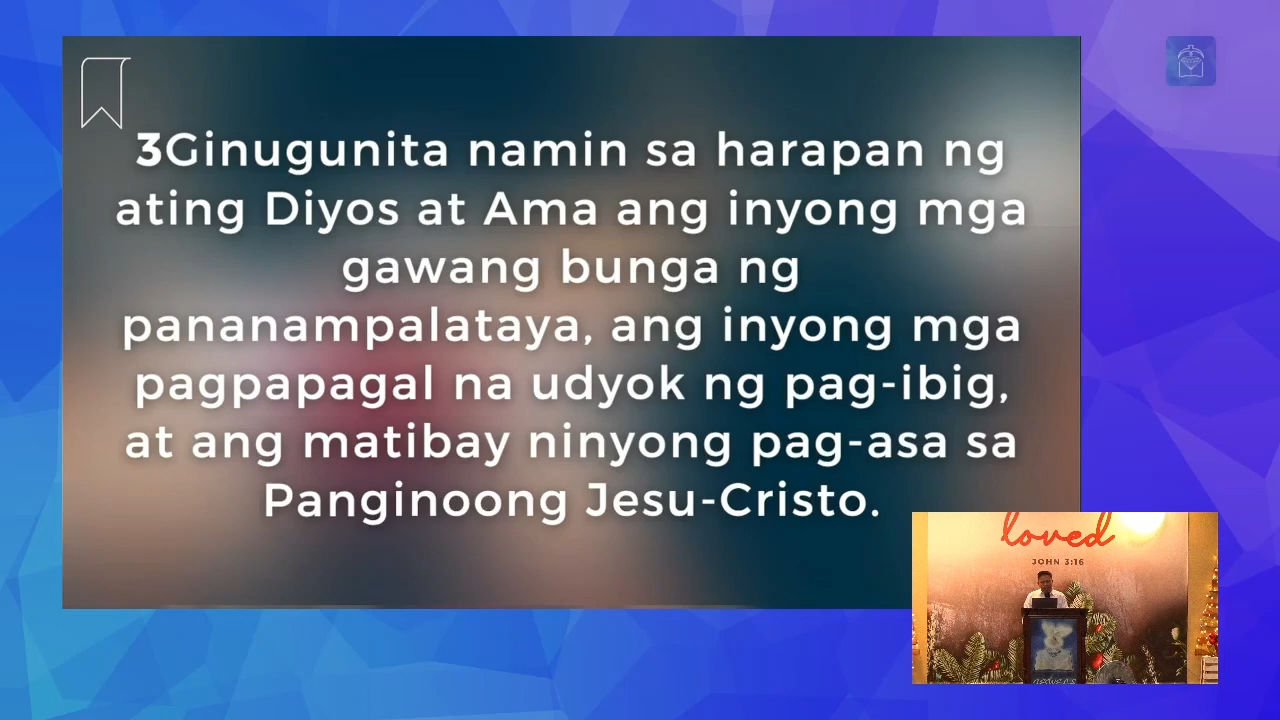 3Ginugunita namin sa harapan ng
ating Diyos at Ama ang inyong mga
gawang bunga ng
pananampalataya, ang inyong mga
pagpapagal na udyok ng pag-ibig,
at ang matibay ninyong pag-asa sa
Panginoong Jesu-Cristo.
loved
JOHN 3:16